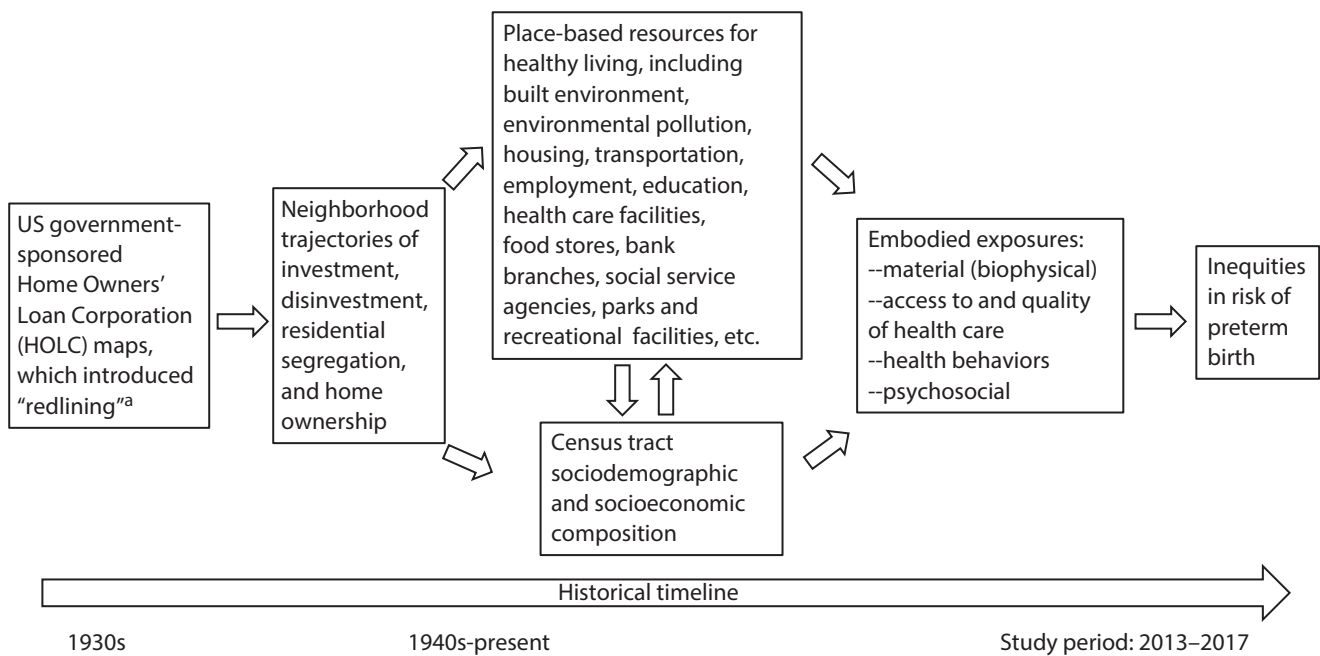 US government-
sponsored
Home Owners’
Loan Corporation
(HOLC) maps,
which introduced
“redlining”a
Neighborhood
trajectories of
investment,
disinvestment,
residential
segregation,
and home
ownership
Place-based resources for
healthy living, including
built environment,
environmental pollution,
housing, transportation,
employment, education,
health care facilities,
food stores, bank
branches, social service
agencies, parks and
recreational facilities, etc.
Census tract
sociodemographic
and socioeconomic
composition
Embodied exposures:
--material (biophysical)
--access to and quality
of health care
--health behaviors
--psychosocial
Inequities
in risk of
preterm
birth
Historical timeline
1930s
1940s-present
Study period: 2013–2017